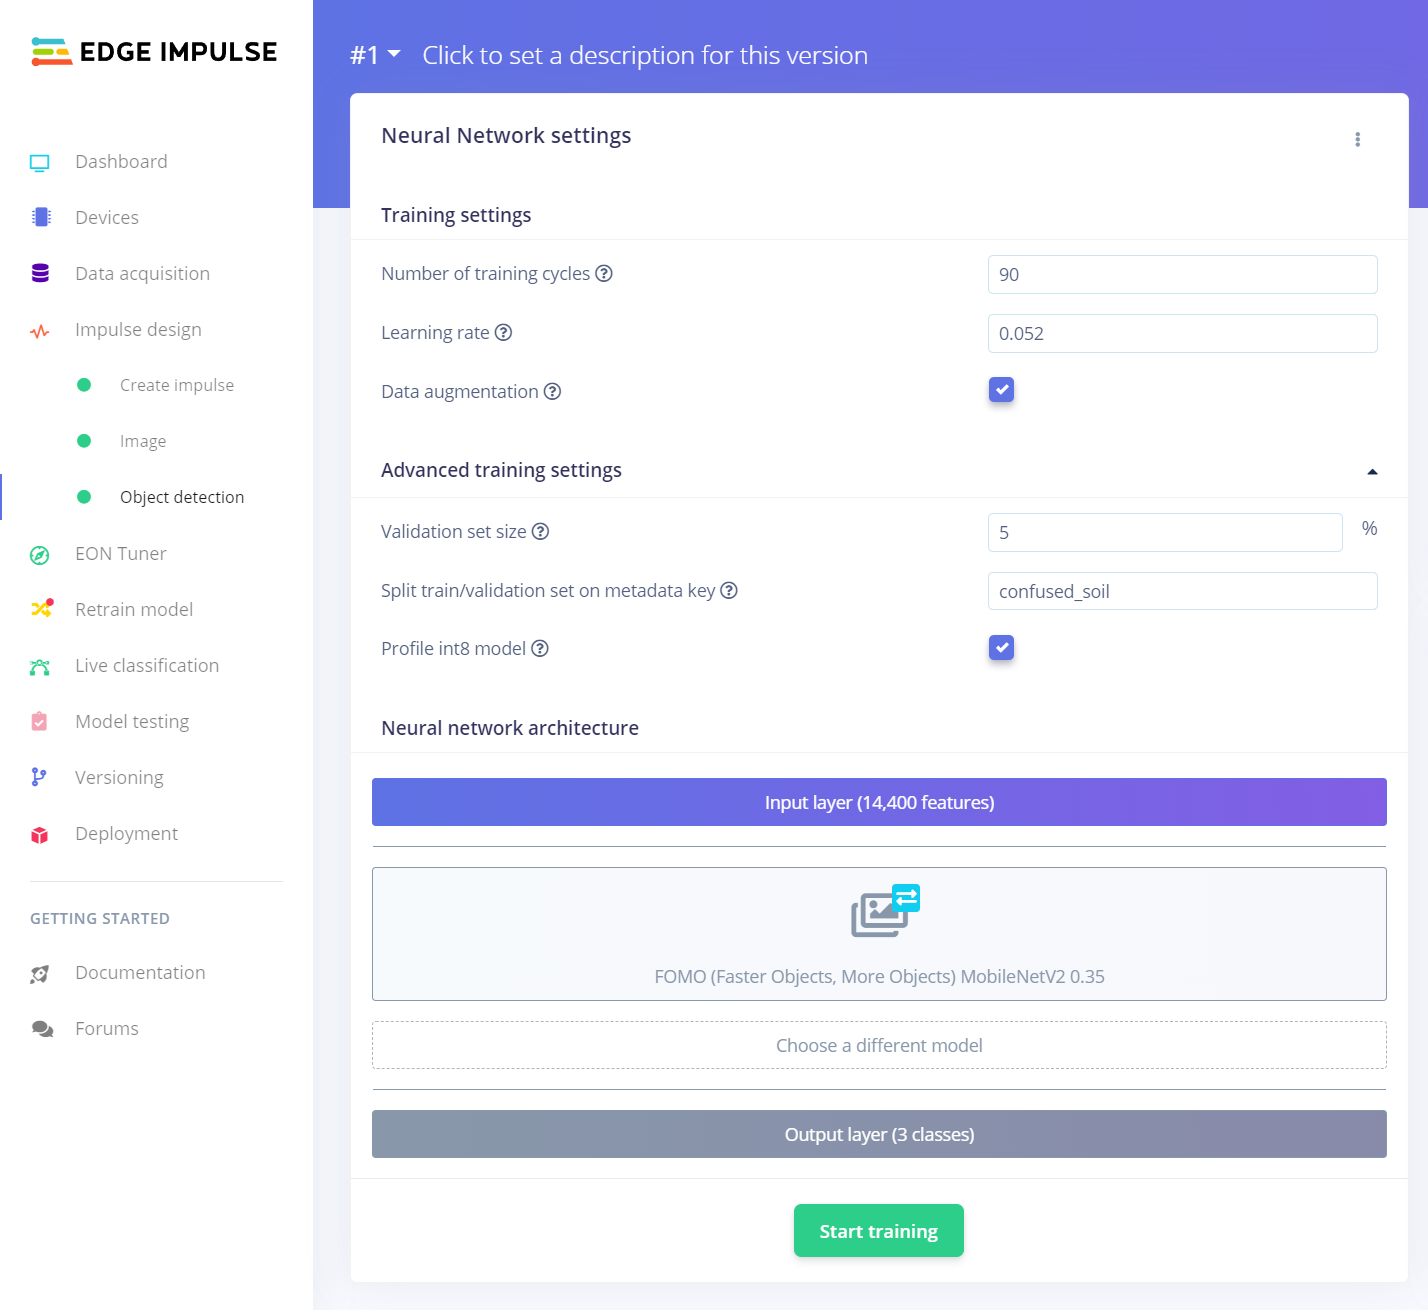 EDGE IMPULSE
Dashboard
Devices
Data acquisition
Impulse design
Create impulse
Image
Object detection
EON Tuner
Retrain model
Live classification
Model testing
Versioning
Deployment
GETTING STARTED
Documentation
Forums
#1 Click to set a description for this version
Neural Network settings
Training settings
Number of training cycles ? 90
Learning rate ? 0.052
Data augmentation ?
Advanced training settings
Validation set size ? 5 %
Split train/validation set on metadata key ? confused_soil
Profile int8 model ?
Neural network architecture
Input layer (14,400 features)
FOMO (Faster Objects, More Objects) MobileNetV2 0.35
Choose a different model
Output layer (3 classes)
Start training